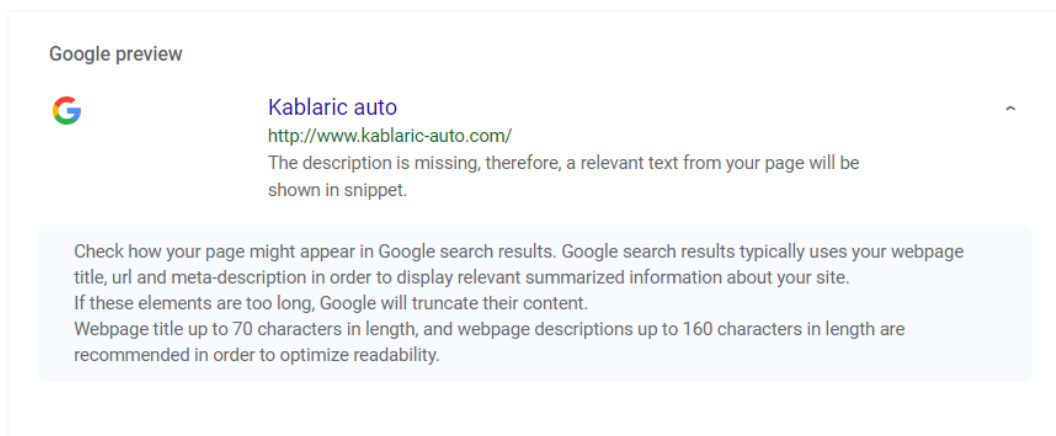 Google preview
Kablaric auto
http://www.kablaric-auto.com/
The description is missing, therefore, a relevant text from your page will be
shown in snippet.
Check how your page might appear in Google search results. Google search results typically uses your webpage
title, url and meta-description in order to display relevant summarized information about your site.
If these elements are too long, Google will truncate their content.
Webpage title up to 70 characters in length, and webpage descriptions up to 160 characters in length are
recommended in order to optimize readability.